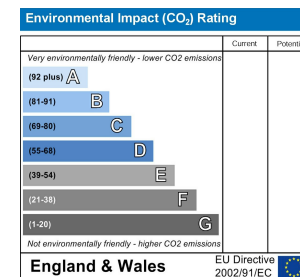 Environmental Impact (CO₂) Rating
Current Potenti
Very environmentally friendly - lower CO2 emissions
(92 plus) A
(81-91) B
(69-80) C
(55-68) D
(39-54) E
(21-38) F
(1-20) G
Not environmentally friendly - higher CO2 emissions
England & Wales
EU Directive
2002/91/EC